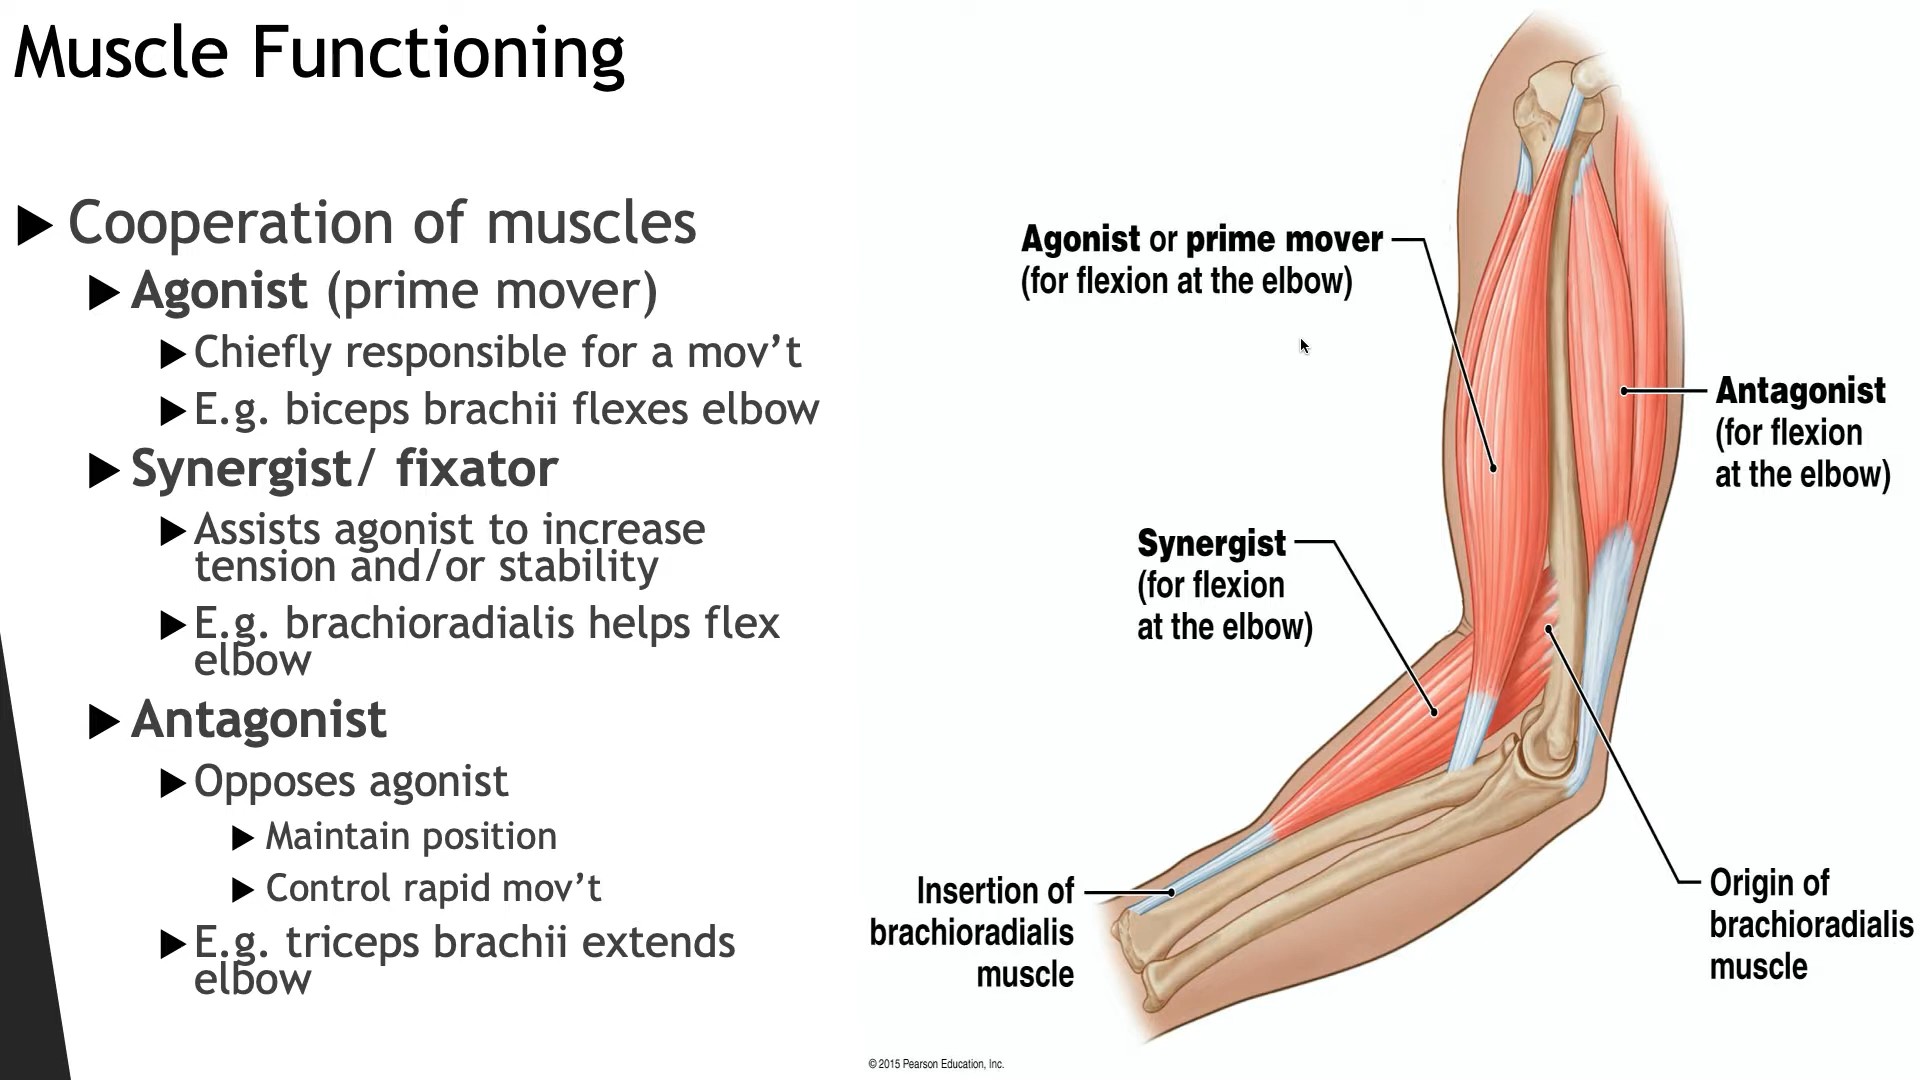 Muscle Functioning
Cooperation of muscles
Agonist (prime mover)
Chiefly responsible for a mov’t
E.g. biceps brachii flexes elbow
Synergist/ fixator
Assists agonist to increase
tension and/or stability
E.g. brachioradialis helps flex
elbow
Antagonist
Opposes agonist
Maintain position
Control rapid mov’t
E.g. triceps brachii extends
elbow
Agonist or prime mover
(for flexion at the elbow)
Antagonist
(for flexion
at the elbow)
Synergist
(for flexion
at the elbow)
Insertion of
brachioradialis
muscle
Origin of
brachioradialis
muscle
© 2015 Pearson Education, Inc.